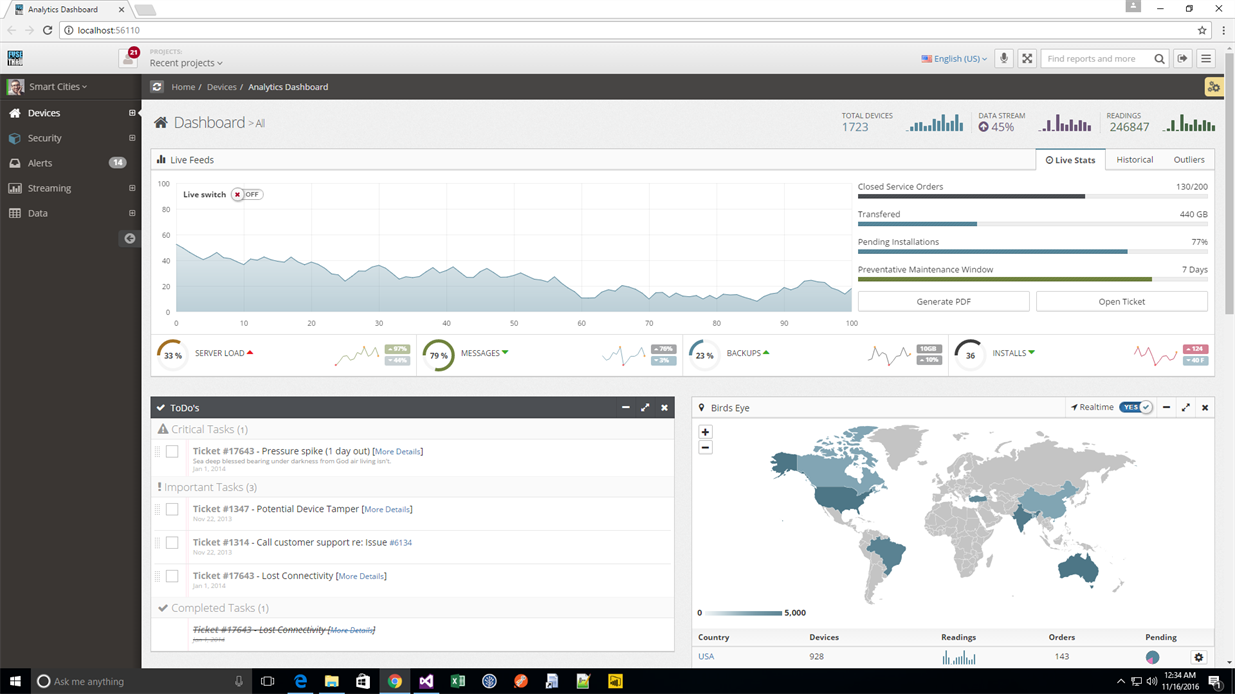 Analytics Dashboard
localhost:56110
FUSE
21
PROJECTS:
Recent projects
English (US)
Find reports and more
Smart Cities
Home / Devices / Analytics Dashboard
Devices
Security
Alerts 14
Streaming
Data
Dashboard > All
TOTAL DEVICES
1723
DATA STREAM
45%
READINGS
246847
Live Feeds
Live Stats Historical Outliers
Live switch OFF
100
80
60
40
20
0
0 10 20 30 40 50 60 70 80 90 100
Closed Service Orders 130/200
Transfered 440 GB
Pending Installations 77%
Preventative Maintenance Window 7 Days
Generate PDF Open Ticket
33 % SERVER LOAD 97% 44%
79 % MESSAGES 76% 3%
23 % BACKUPS 10GB 10%
36 INSTALLS 124 40 F
ToDo's
Critical Tasks (1)
Ticket #17643 - Pressure spike (1 day out) [More Details]
Sea deep blessed bearing under darkness from God air living isn't.
Jan 1, 2014
Important Tasks (3)
Ticket #1347 - Potential Device Tamper [More Details]
Nov 22, 2013
Ticket #1314 - Call customer support re: Issue #6134
Nov 22, 2013
Ticket #17643 - Lost Connectivity [More Details]
Jan 1, 2014
Completed Tasks (1)
Ticket #17643 - Lost Connectivity [More Details]
Jan 1, 2014
Birds Eye
Realtime YES
+
−
0 5,000
Country Devices Readings Orders Pending
USA 928 143
Ask me anything
12:34 AM
11/16/2016
1